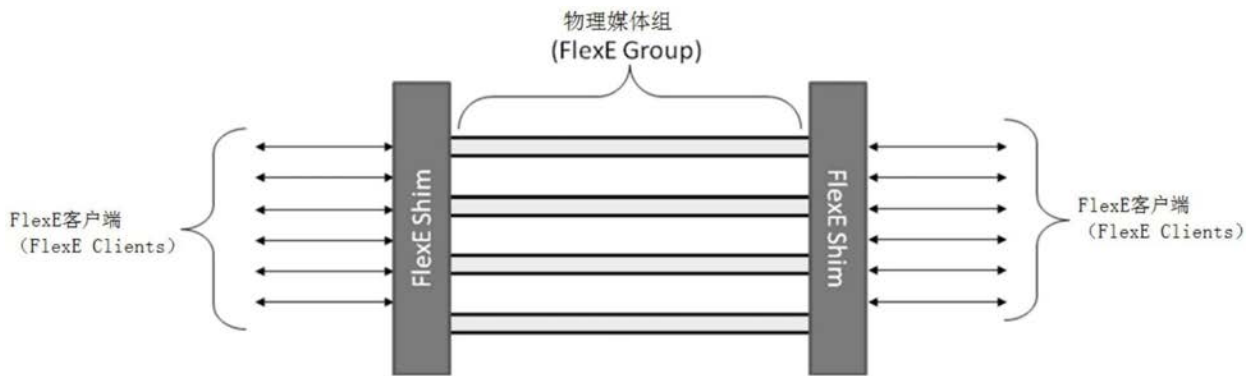 物理媒体组
(FlexE Group)
FlexE客户端
（FlexE Clients）
FlexE Shim
FlexE Shim
FlexE客户端
（FlexE Clients）